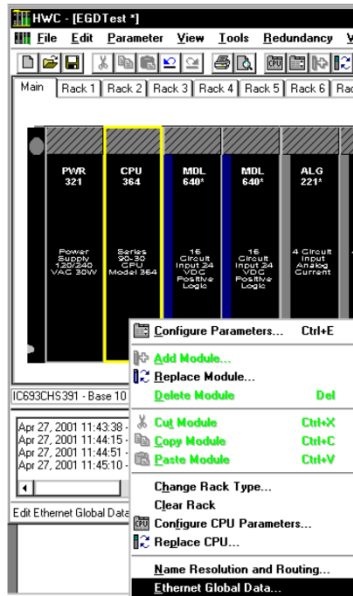 HWC - [EGDTest *]
File Edit Parameter View Tools Redundancy
Main Rack 1 Rack 2 Rack 3 Rack 4 Rack 5 Rack 6
PWR 321
Power Supply 120/240 VAC 30W
CPU 364
Series 90-30 CPU Model 364
MDL 640*
16 Circuit Input 24 VDC Positive Logic
MDL 640*
16 Circuit Input 24 VDC Positive Logic
ALG 221*
4 Circuit Input Analog Current
IC693CHS391 - Base 10
Apr 27, 2001 11:43:38 -
Apr 27, 2001 11:44:15 -
Apr 27, 2001 11:44:51 -
Apr 27, 2001 11:45:10 -
Edit Ethernet Global Data
Configure Parameters... Ctrl+E
Add Module...
Replace Module...
Delete Module Del
Cut Module Ctrl+X
Copy Module Ctrl+C
Paste Module Ctrl+V
Change Rack Type...
Clear Rack
Configure CPU Parameters...
Replace CPU...
Name Resolution and Routing...
Ethernet Global Data...